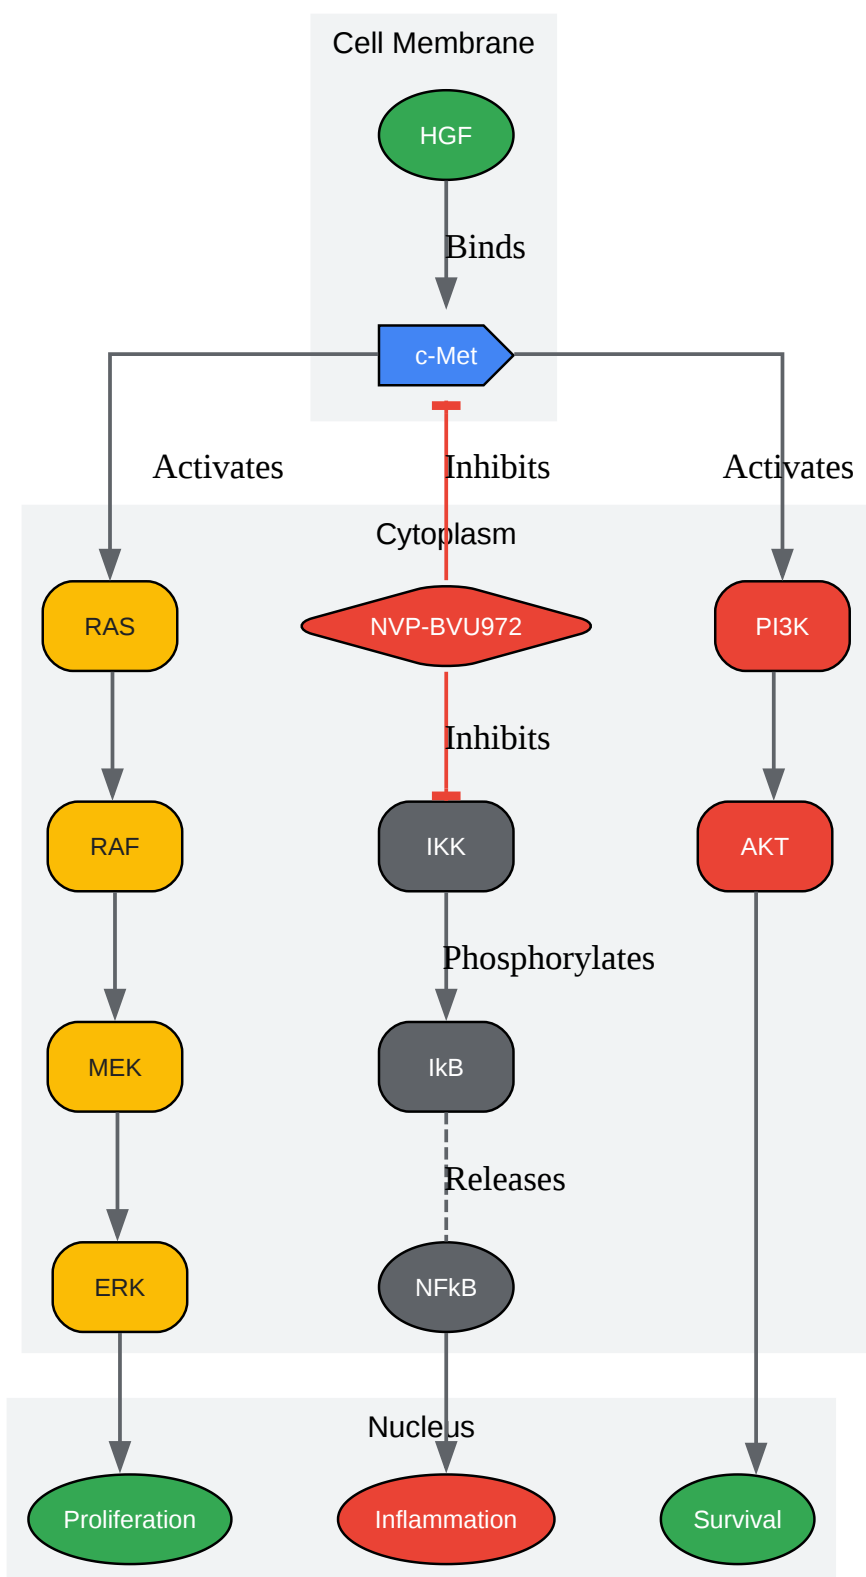 Cell Membrane
HGF
Binds
c-Met
Activates
Inhibits
Activates
Cytoplasm
RAS
NVP-BVU972
PI3K
Inhibits
RAF
IKK
AKT
Phosphorylates
MEK
IkB
Releases
ERK
NFkB
Nucleus
Proliferation
Inflammation
Survival